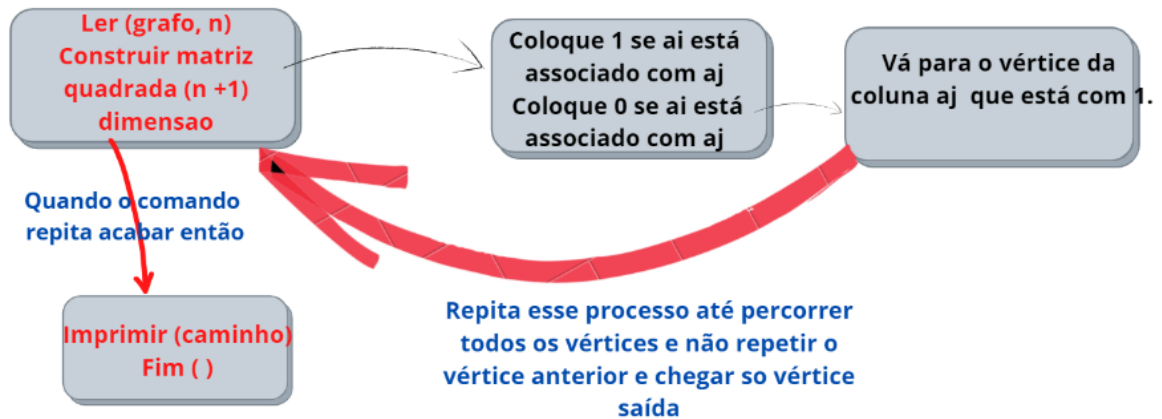 Ler (grafo, n)
Construir matriz
quadrada (n +1)
dimensao
Coloque 1 se ai está
associado com aj
Coloque 0 se ai está
associado com aj
Vá para o vértice da
coluna aj que está com 1.
Quando o comando
repita acabar então
Imprimir (caminho)
Fim ( )
Repita esse processo até percorrer
todos os vértices e não repetir o
vértice anterior e chegar so vértice
saída